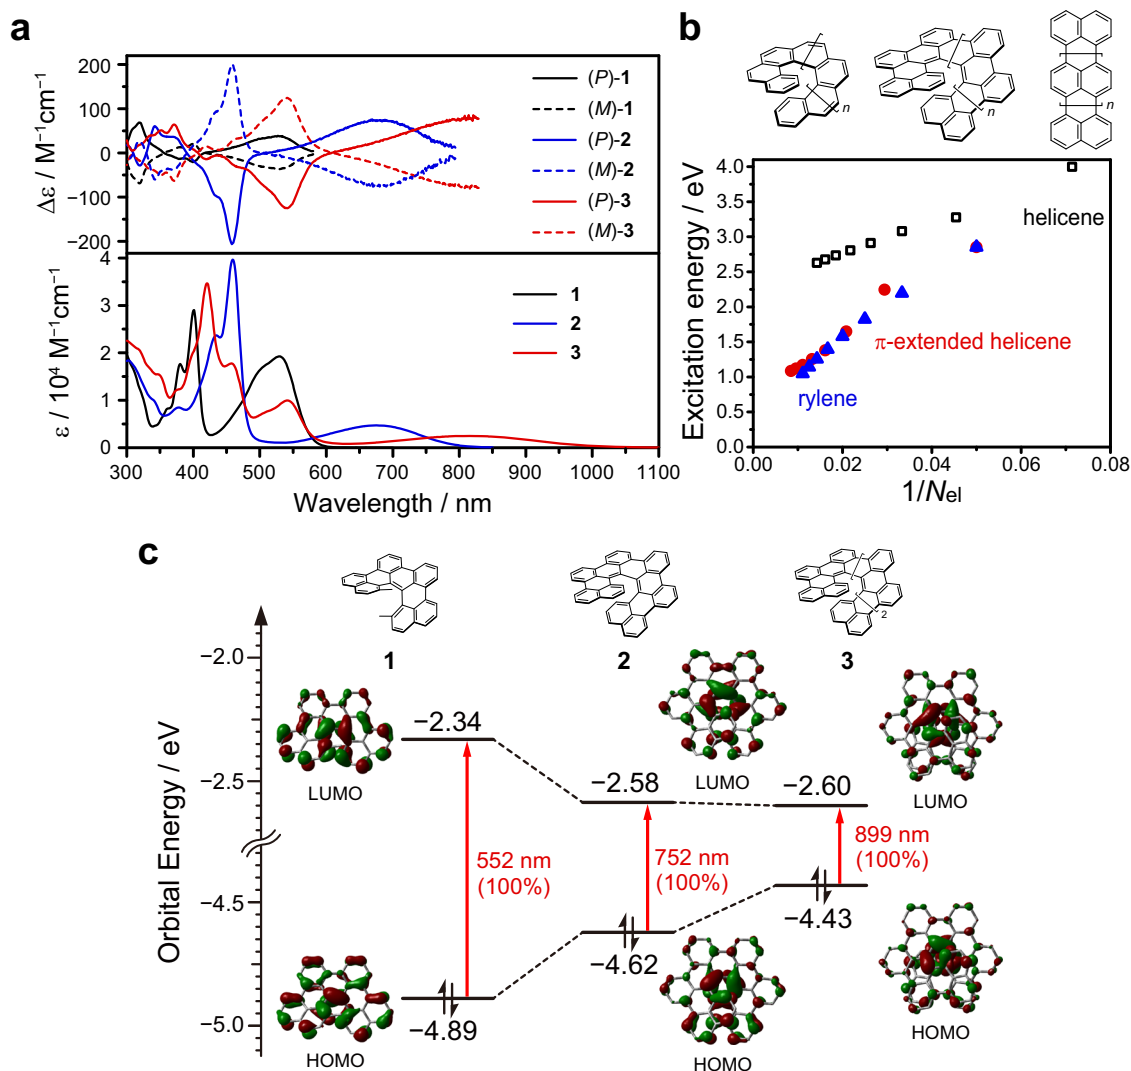 a
Δε / M⁻¹cm⁻¹
200
100
0
−100
−200
(P)-1
(M)-1
(P)-2
(M)-2
(P)-3
(M)-3
ε / 10⁴ M⁻¹cm⁻¹
4
3
2
1
0
1
2
3
300 400 500 600 700 800 900 1000 1100
Wavelength / nm
b
n
n
n
Excitation energy / eV
4.0
3.5
3.0
2.5
2.0
1.5
1.0
0.5
0.0
helicene
π-extended helicene
rylene
0.00 0.02 0.04 0.06 0.08
1/Nel
c
Orbital Energy / eV
−2.0
−2.5
−4.5
−5.0
2
1
2
3
−2.34
−2.58
−2.60
LUMO
LUMO
LUMO
552 nm
(100%)
752 nm
(100%)
899 nm
(100%)
−4.43
−4.62
−4.89
HOMO
HOMO
HOMO